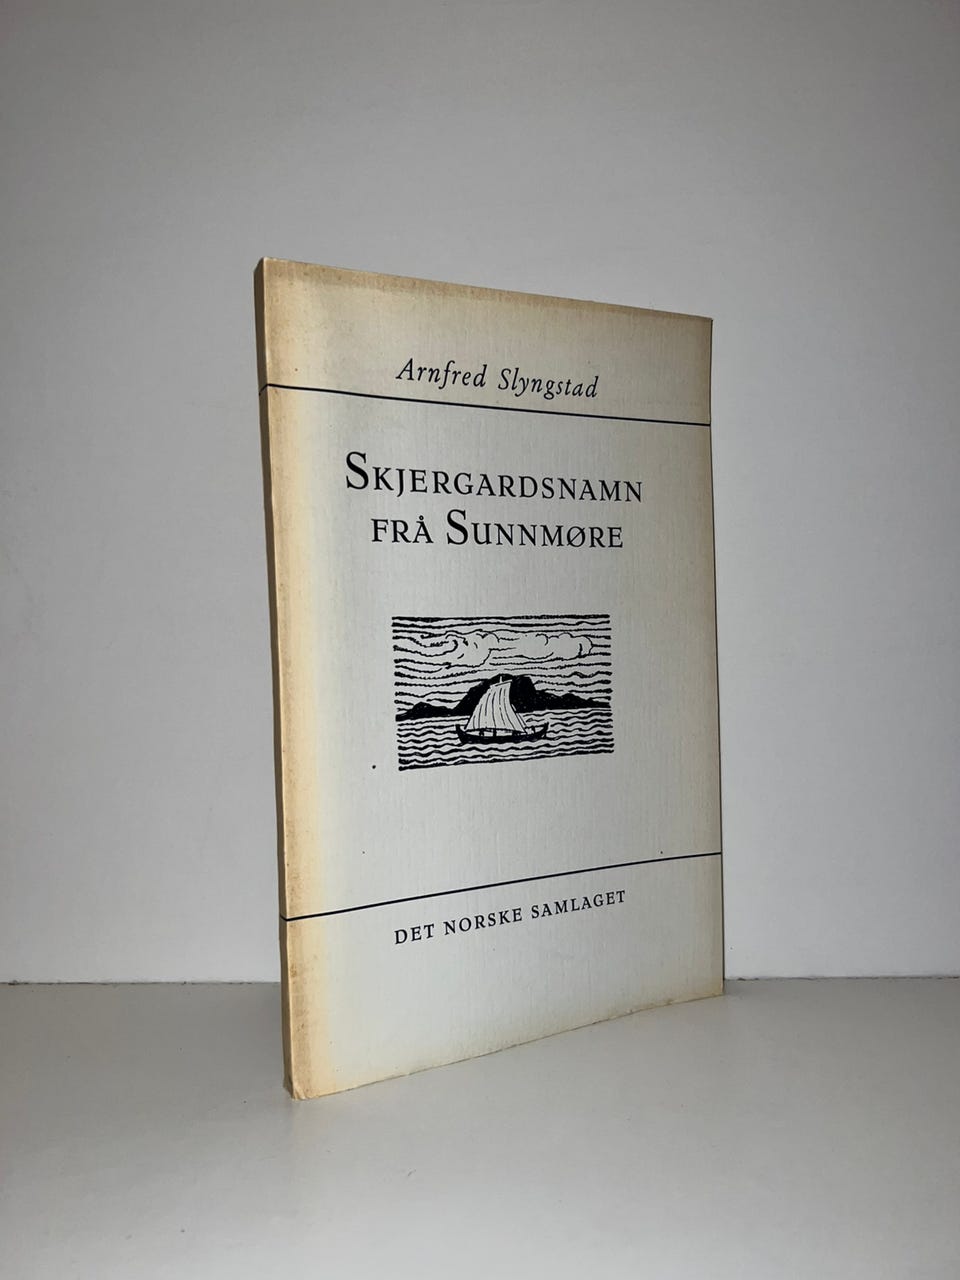 Arnfred Slyngstad
SKJERGARDSNAMN
FRÅ SUNNMØRE
DET NORSKE SAMLAGET